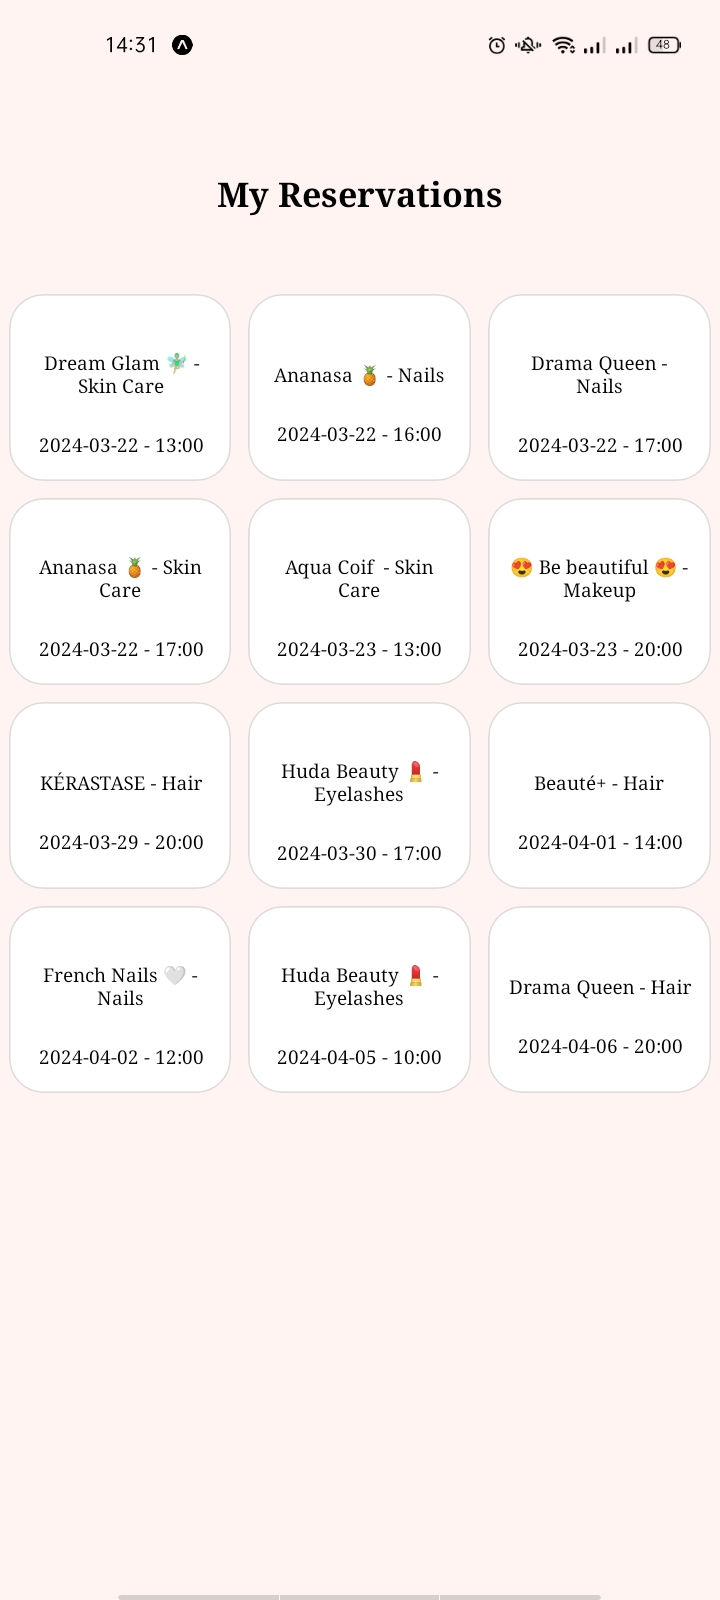 14:31
48
My Reservations
Dream Glam 🧚‍♂️ -
Skin Care
2024-03-22 - 13:00
Ananasa 🍍 - Nails
2024-03-22 - 16:00
Drama Queen -
Nails
2024-03-22 - 17:00
Ananasa 🍍 - Skin
Care
2024-03-22 - 17:00
Aqua Coif  - Skin
Care
2024-03-23 - 13:00
😍 Be beautiful 😍 -
Makeup
2024-03-23 - 20:00
KÉRASTASE - Hair
2024-03-29 - 20:00
Huda Beauty 💄 -
Eyelashes
2024-03-30 - 17:00
Beauté+ - Hair
2024-04-01 - 14:00
French Nails 🤍 -
Nails
2024-04-02 - 12:00
Huda Beauty 💄 -
Eyelashes
2024-04-05 - 10:00
Drama Queen - Hair
2024-04-06 - 20:00